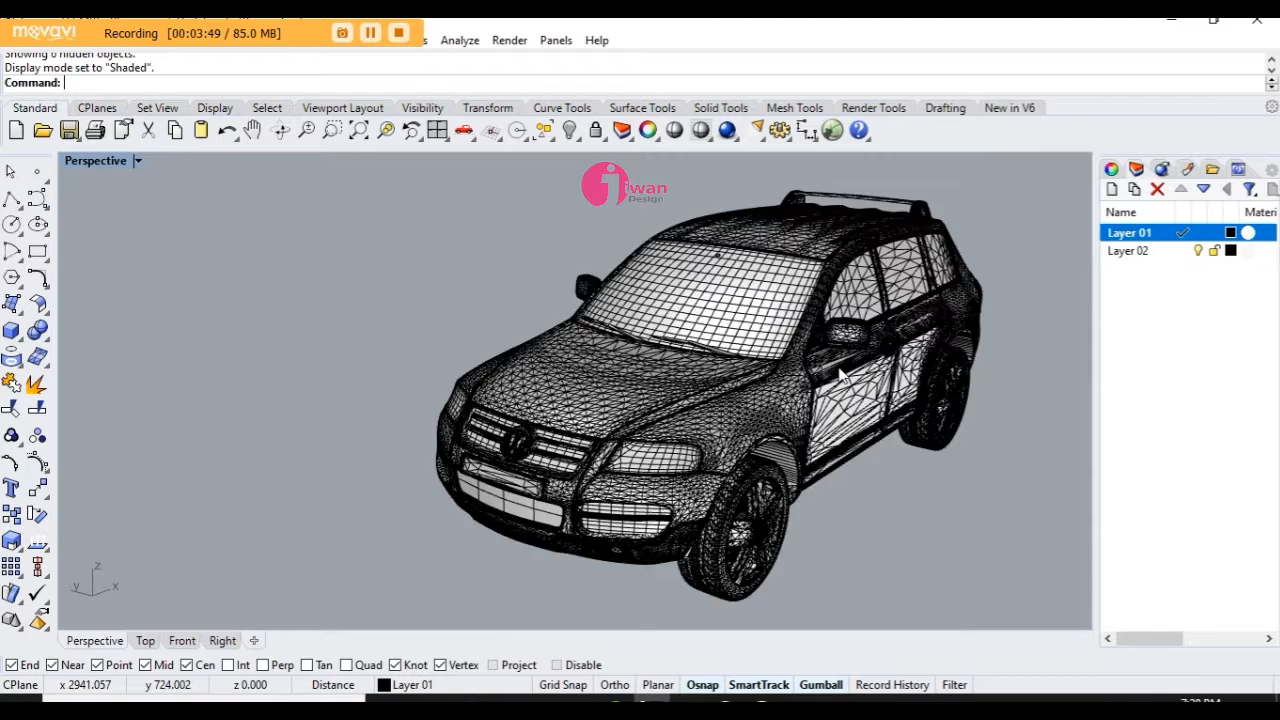 movavi
Recording [00:03:49 / 85.0 MB]
Analyze Render Panels Help
Showing 6 hidden objects.
Display mode set to "Shaded".
Command:
Standard CPlanes Set View Display Select Viewport Layout Visibility Transform Curve Tools Surface Tools Solid Tools Mesh Tools Render Tools Drafting New in V6
Perspective
iwan
Design
Name Materi
Layer 01
Layer 02
z
y x
Perspective Top Front Right
End Near Point Mid Cen Int Perp Tan Quad Knot Vertex Project Disable
CPlane x 2941.057 y 724.002 z 0.000 Distance Layer 01 Grid Snap Ortho Planar Osnap SmartTrack Gumball Record History Filter